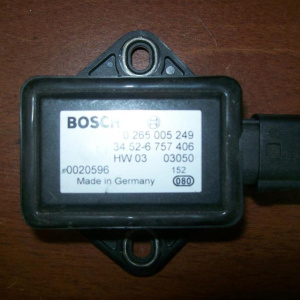 BOSCH
0 265 005 249
34.52-6 757 406
HW 03 03050
#0020596 152
Made in Germany 080